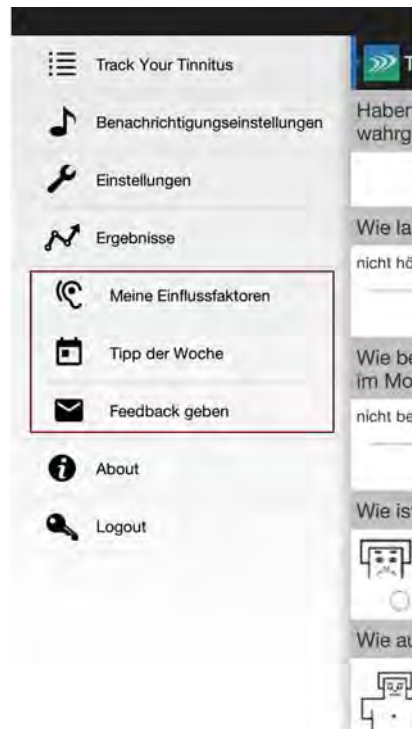 Track Your Tinnitus
Benachrichtigungseinstellungen
Einstellungen
Ergebnisse
Meine Einflussfaktoren
Tipp der Woche
Feedback geben
About
Logout
T
Haben
wahrg
Wie la
nicht hö
Wie be
im Mo
nicht be
Wie ist
Wie au